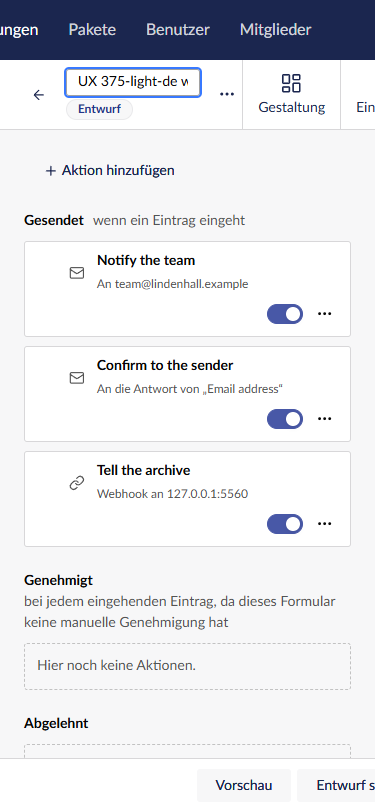 ungen Pakete Benutzer Mitglieder
UX 375-light-de w
Entwurf
Gestaltung
Ein
+ Aktion hinzufügen
Gesendet wenn ein Eintrag eingeht
Notify the team
An team@lindenhall.example
Confirm to the sender
An die Antwort von „Email address“
Tell the archive
Webhook an 127.0.0.1:5560
Genehmigt
bei jedem eingehenden Eintrag, da dieses Formular
keine manuelle Genehmigung hat
Hier noch keine Aktionen.
Abgelehnt
Vorschau
Entwurf s